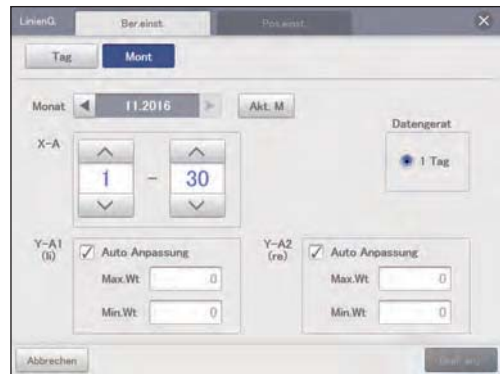 LinienG. Ber.einst. Pos.einst.
Tag Mont
Monat 11.2016 Akt. M
Datengerat
X-A 1 - 30
1 Tag
Y-A1 (li) Auto Anpassung
Max.Wt 0
Min.Wt 0
Y-A2 (re) Auto Anpassung
Max.Wt 0
Min.Wt 0
Abbrechen